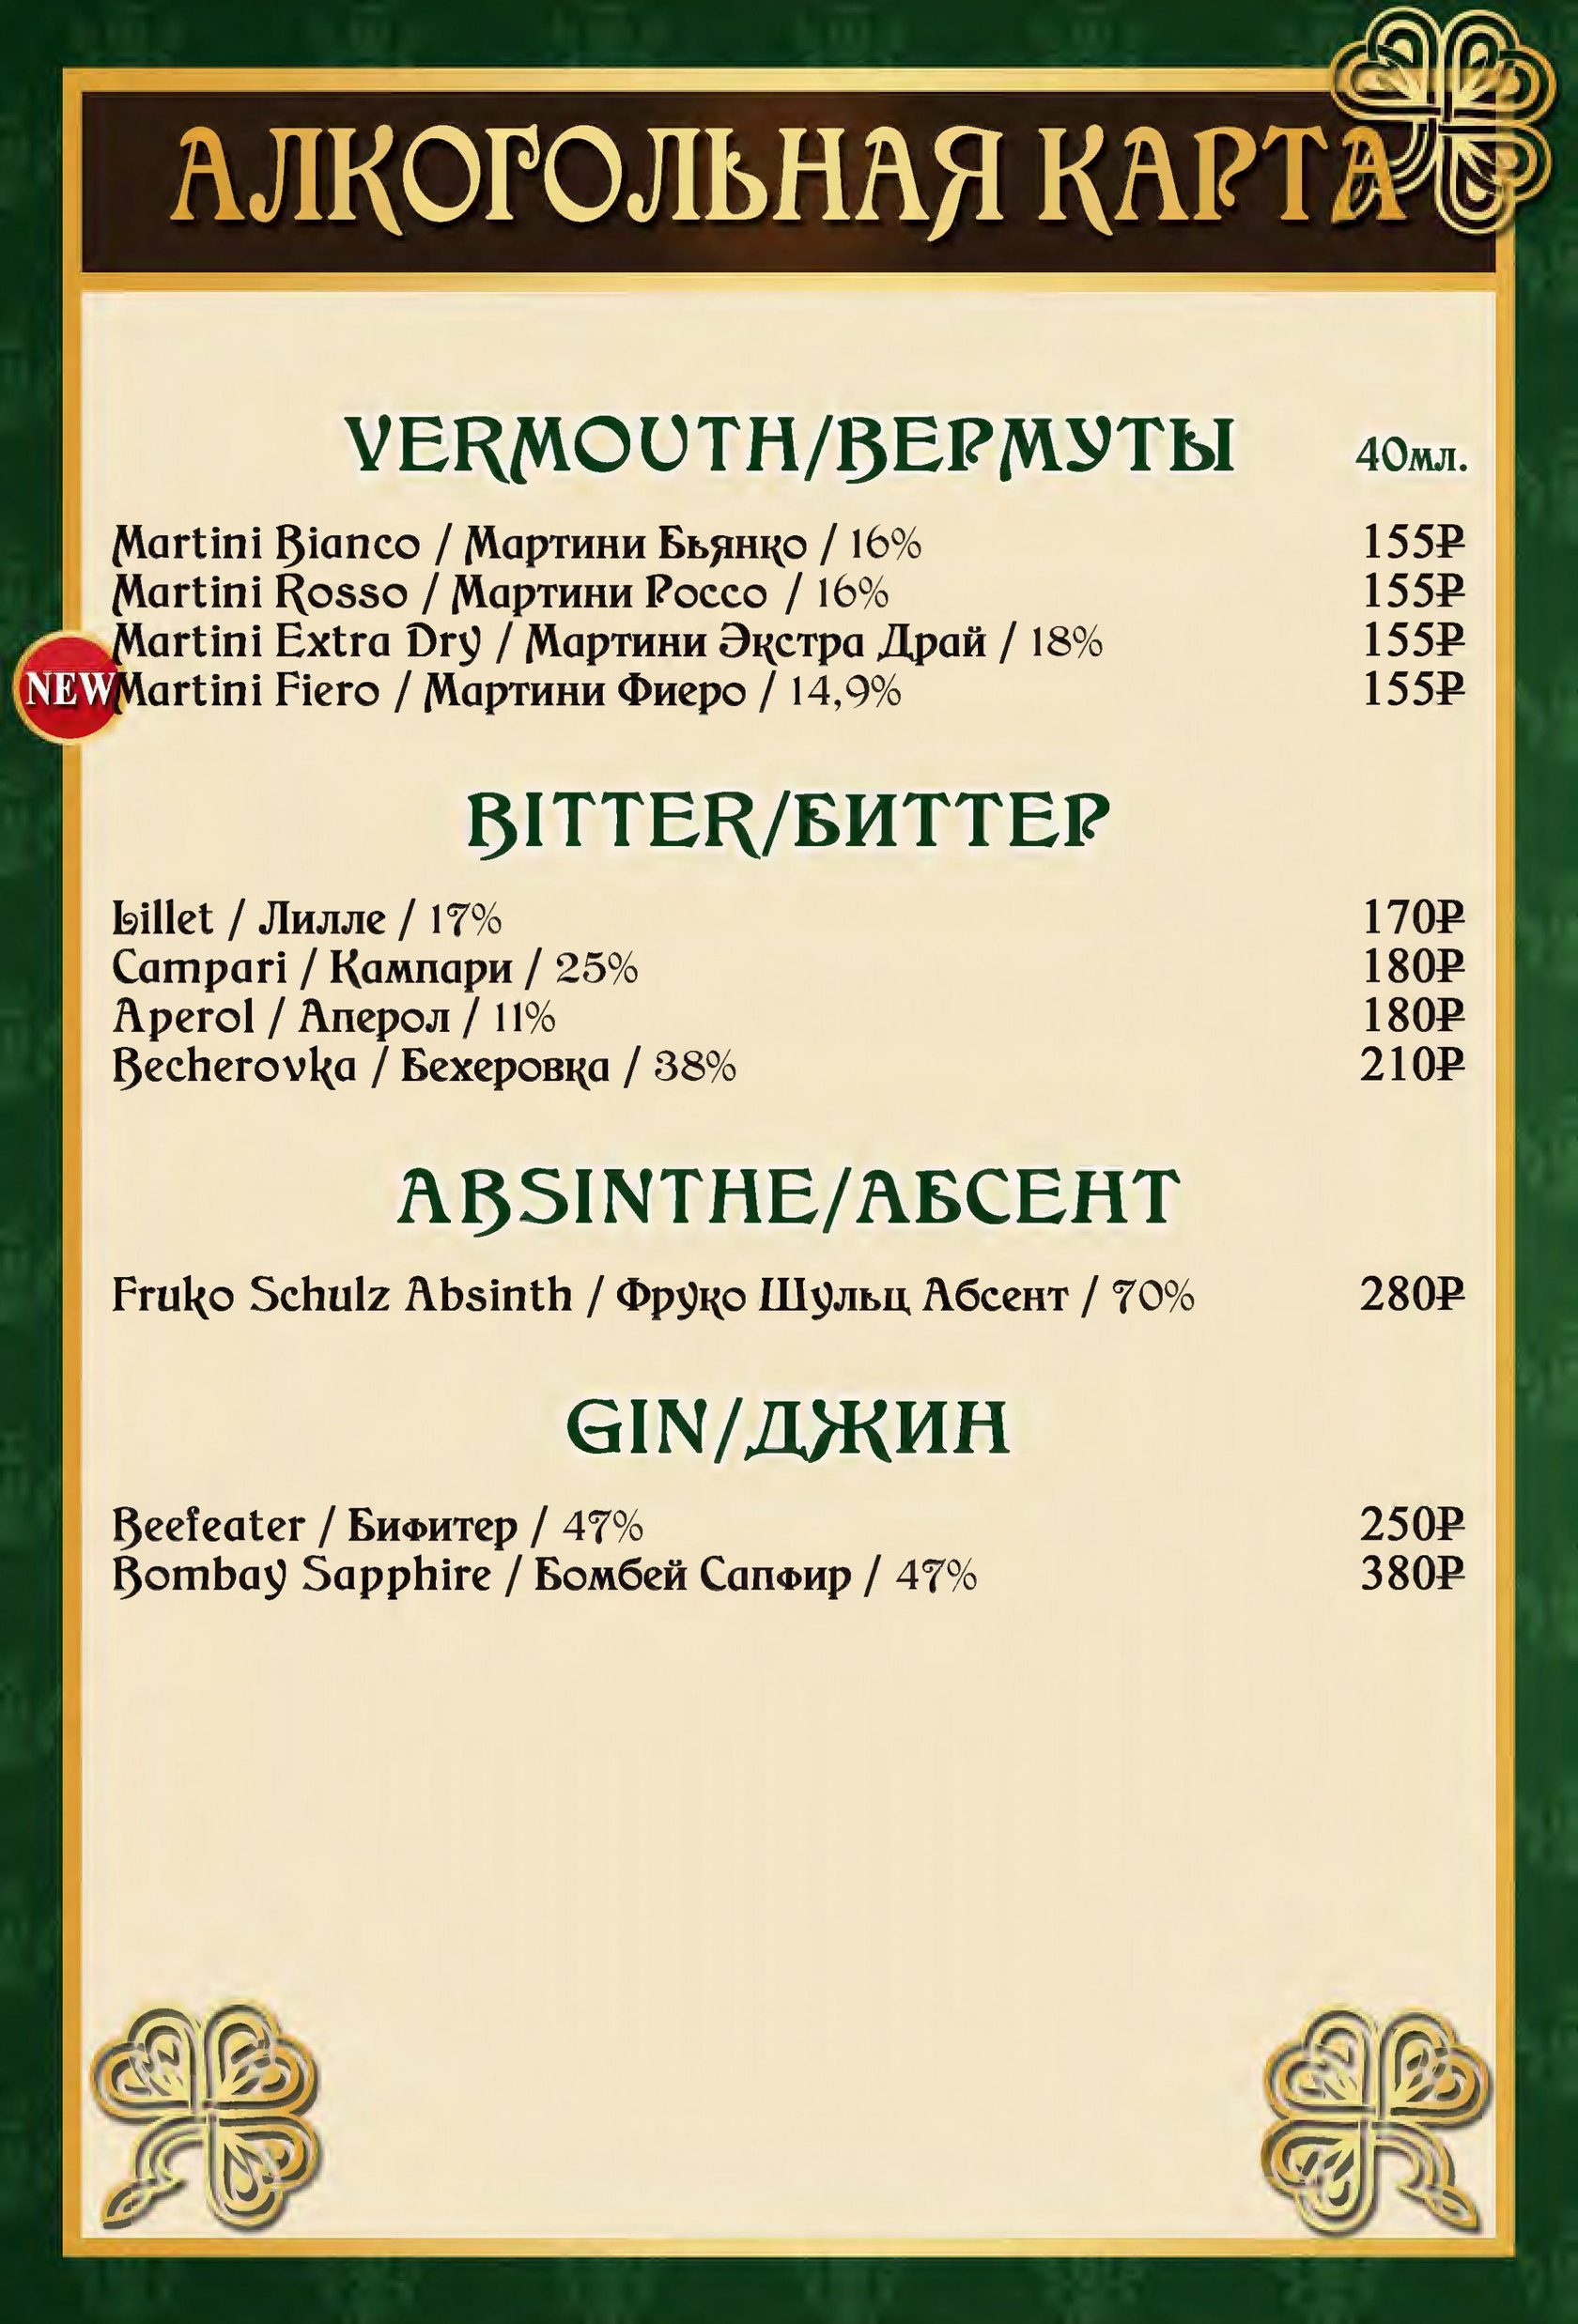 АЛКОГОЛЬНАЯ КАРТА
VERMOUTH/ВЕРМУТЫ 40мл.
Martini Bianco / Мартини Бьянко / 16% 155₽
Martini Rosso / Мартини Россо / 16% 155₽
Martini Extra Dry / Мартини Экстра Драй / 18% 155₽
NEW Martini Fiero / Мартини Фиеро / 14,9% 155₽
BITTER/БИТТЕР
Lillet / Лилле / 17% 170₽
Campari / Кампари / 25% 180₽
Aperol / Аперол / 11% 180₽
Becherovka / Бехеровка / 38% 210₽
ABSINTHE/АБСЕНТ
Fruko Schulz Absinth / Фруко Шульц Абсент / 70% 280₽
GIN/ДЖИН
Beefeater / Бифитер / 47% 250₽
Bombay Sapphire / Бомбей Сапфир / 47% 380₽